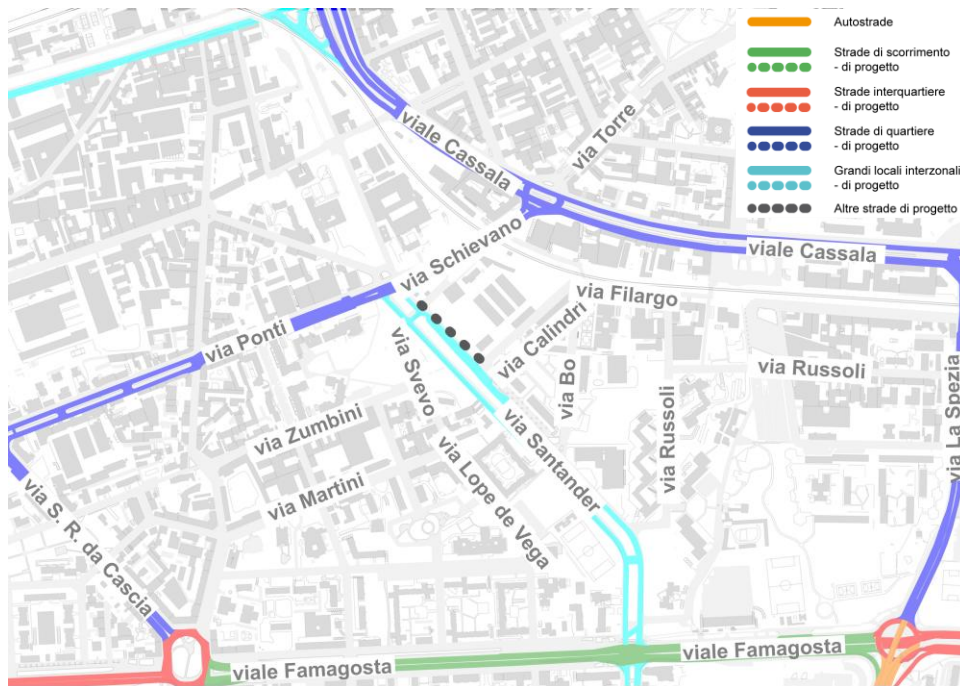 Autostrade
Strade di scorrimento
- di progetto
Strade interquartiere
- di progetto
Strade di quartiere
- di progetto
Grandi locali interzonali
- di progetto
Altre strade di progetto
viale Cassala
via Torre
viale Cassala
via Schievano
via Filargo
via Ponti
via Calindri
via Svevo
via Bo
via Russoli
via Russoli
via La Spezia
via Zumbini
via Santander
via Martini
via Lope de Vega
via S. R. da Cascia
viale Famagosta
viale Famagosta